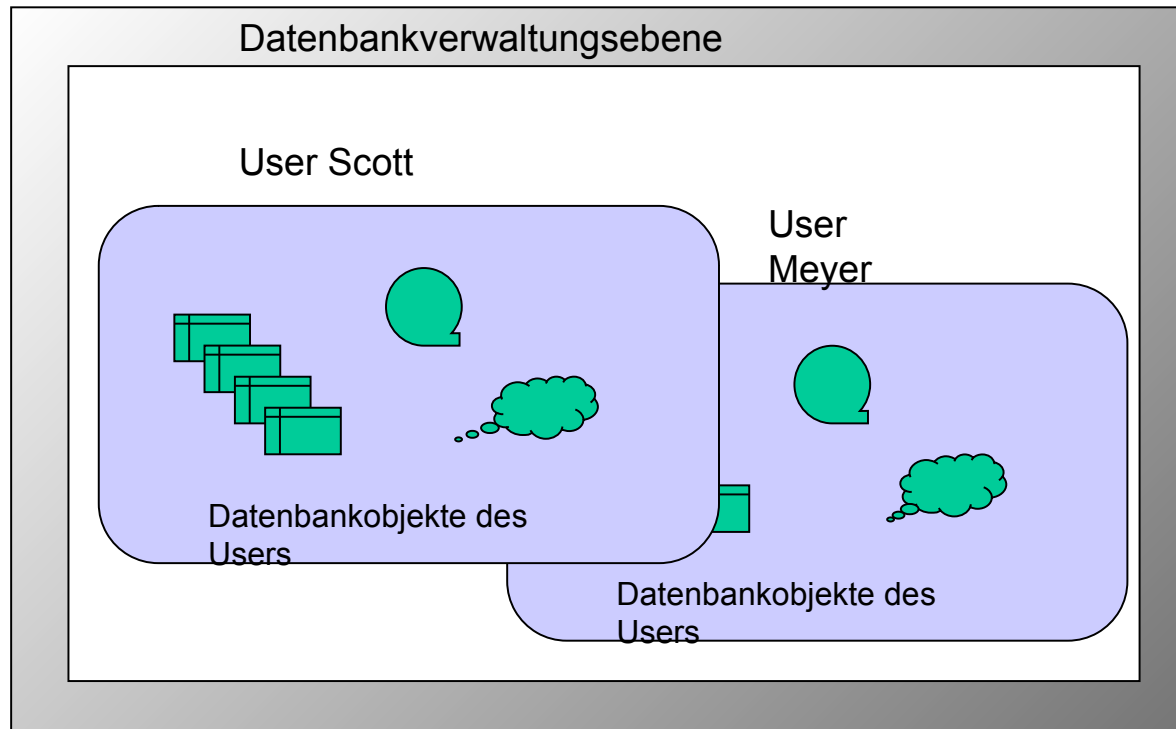 Datenbankverwaltungsebene
User Scott
User
Meyer
Datenbankobjekte des
Users
Datenbankobjekte des
Users